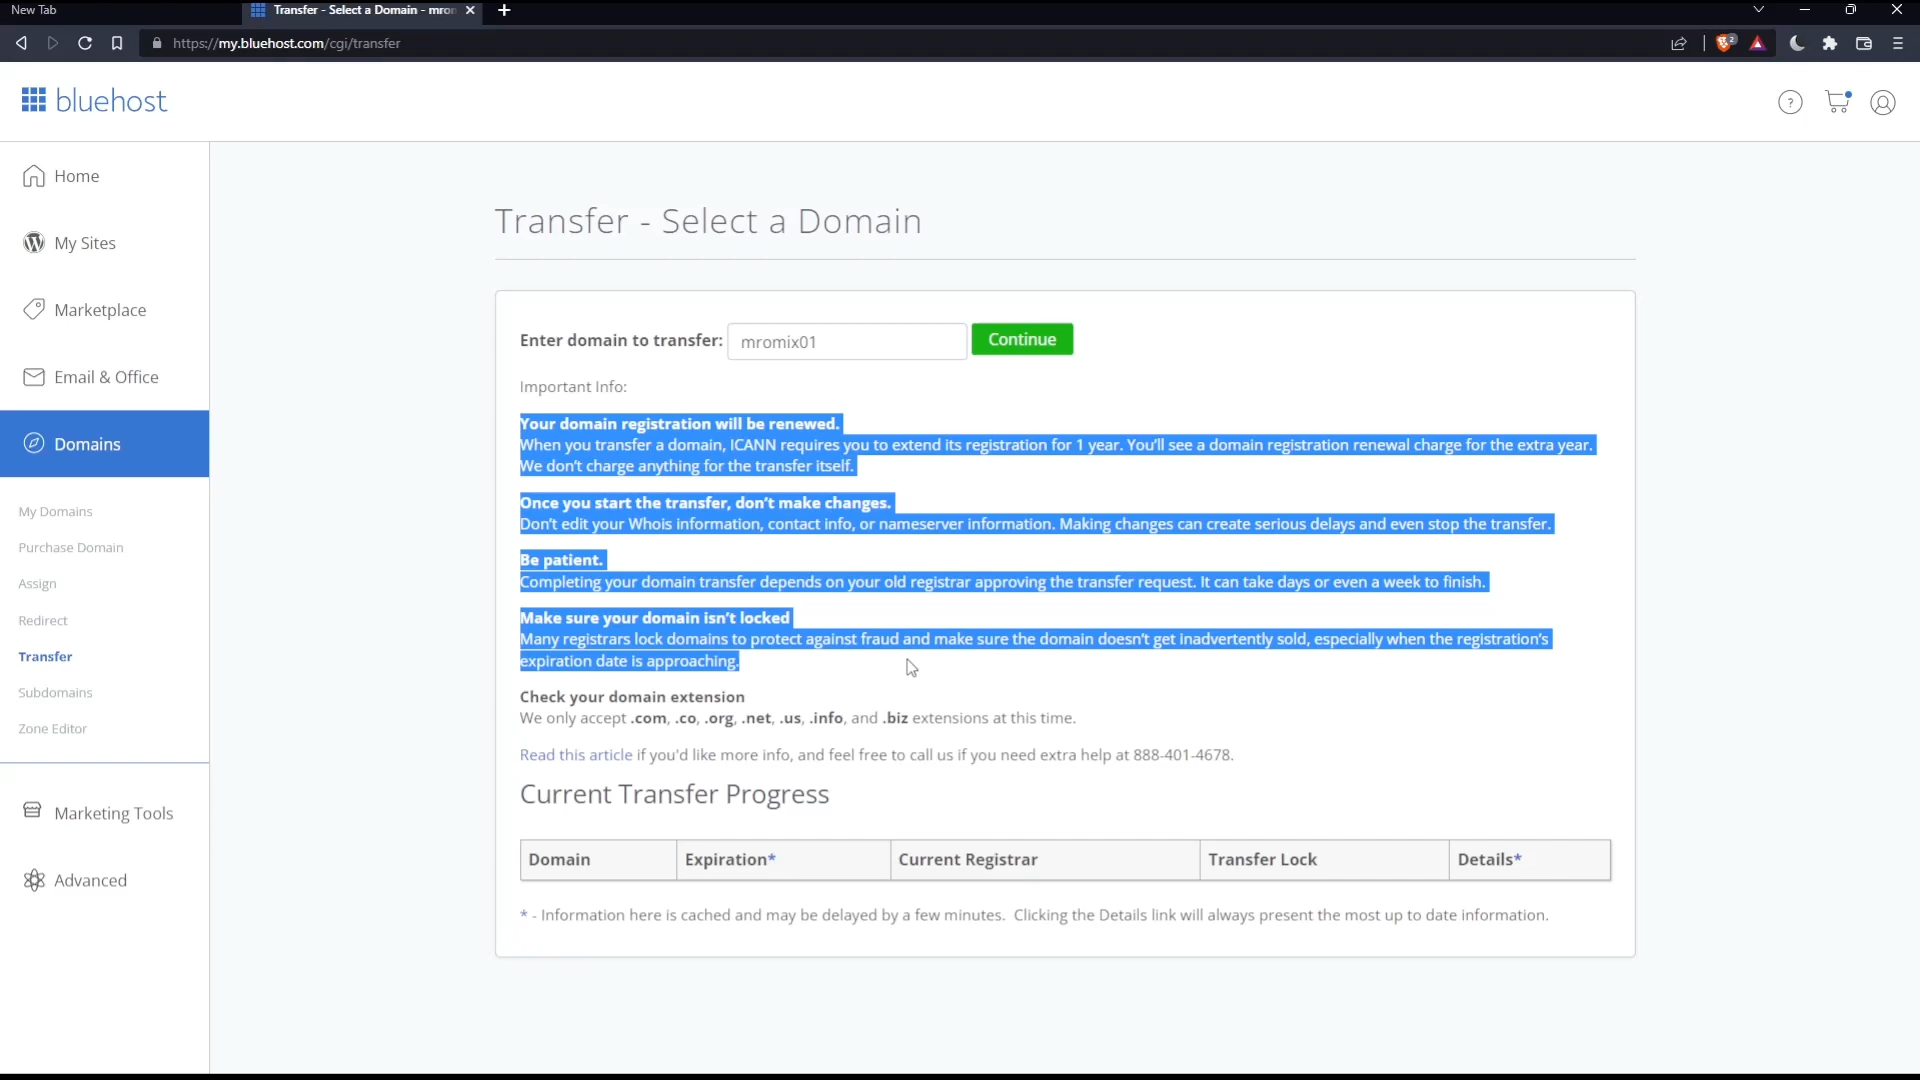 New Tab
Transfer - Select a Domain - mron
https://my.bluehost.com/cgi/transfer
2
bluehost
?
Home
My Sites
Marketplace
Email & Office
Domains
My Domains
Purchase Domain
Assign
Redirect
Transfer
Subdomains
Zone Editor
Marketing Tools
Advanced
Transfer - Select a Domain
Enter domain to transfer: mromix01 Continue
Important Info:
Your domain registration will be renewed.
When you transfer a domain, ICANN requires you to extend its registration for 1 year. You'll see a domain registration renewal charge for the extra year.
We don't charge anything for the transfer itself.
Once you start the transfer, don't make changes.
Don't edit your Whois information, contact info, or nameserver information. Making changes can create serious delays and even stop the transfer.
Be patient.
Completing your domain transfer depends on your old registrar approving the transfer request. It can take days or even a week to finish.
Make sure your domain isn't locked
Many registrars lock domains to protect against fraud and make sure the domain doesn't get inadvertently sold, especially when the registration's
expiration date is approaching.
Check your domain extension
We only accept .com, .co, .org, .net, .us, .info, and .biz extensions at this time.
Read this article if you'd like more info, and feel free to call us if you need extra help at 888-401-4678.
Current Transfer Progress
Domain Expiration* Current Registrar Transfer Lock Details*
* - Information here is cached and may be delayed by a few minutes. Clicking the Details link will always present the most up to date information.